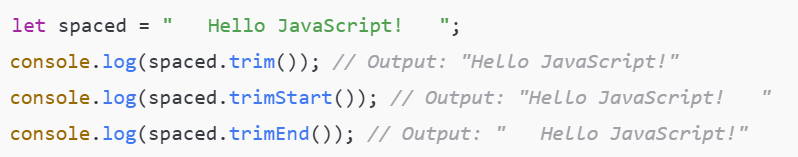 let spaced = "   Hello JavaScript!   ";
console.log(spaced.trim()); // Output: "Hello JavaScript!"
console.log(spaced.trimStart()); // Output: "Hello JavaScript!   "
console.log(spaced.trimEnd()); // Output: "   Hello JavaScript!"